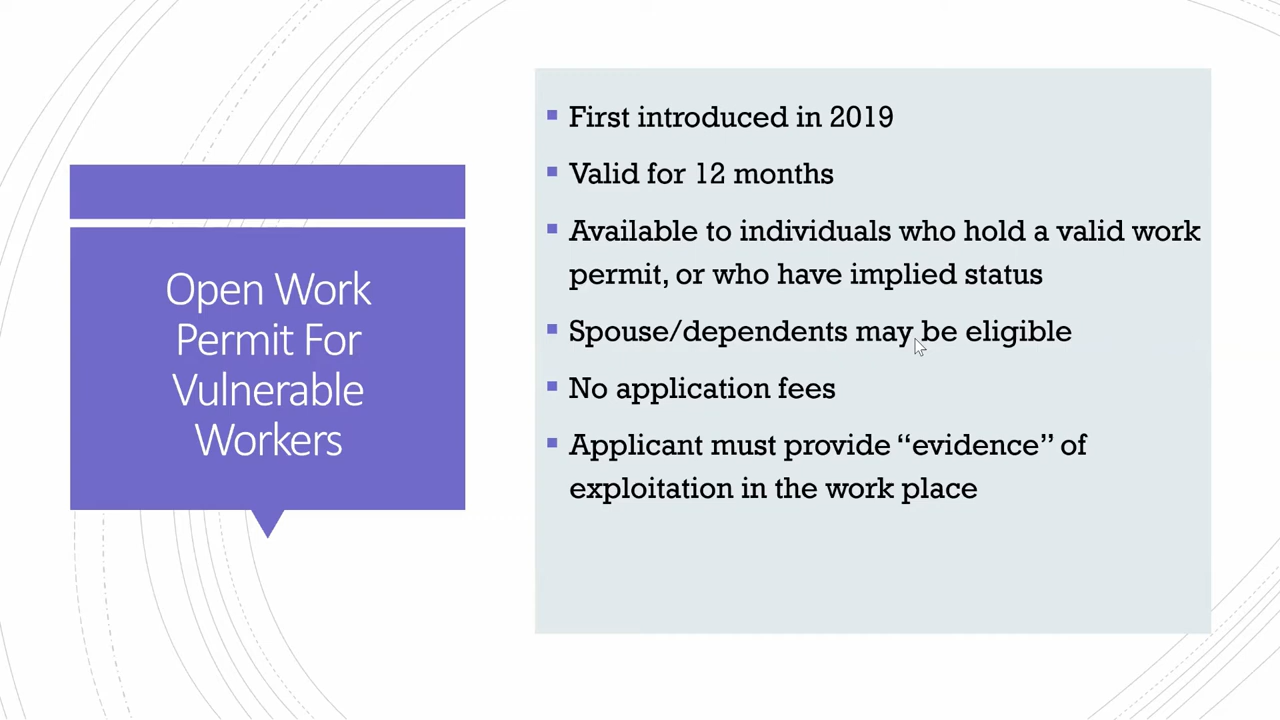 Open Work
Permit For
Vulnerable
Workers
First introduced in 2019
Valid for 12 months
Available to individuals who hold a valid work
permit, or who have implied status
Spouse/dependents may be eligible
No application fees
Applicant must provide “evidence” of
exploitation in the work place